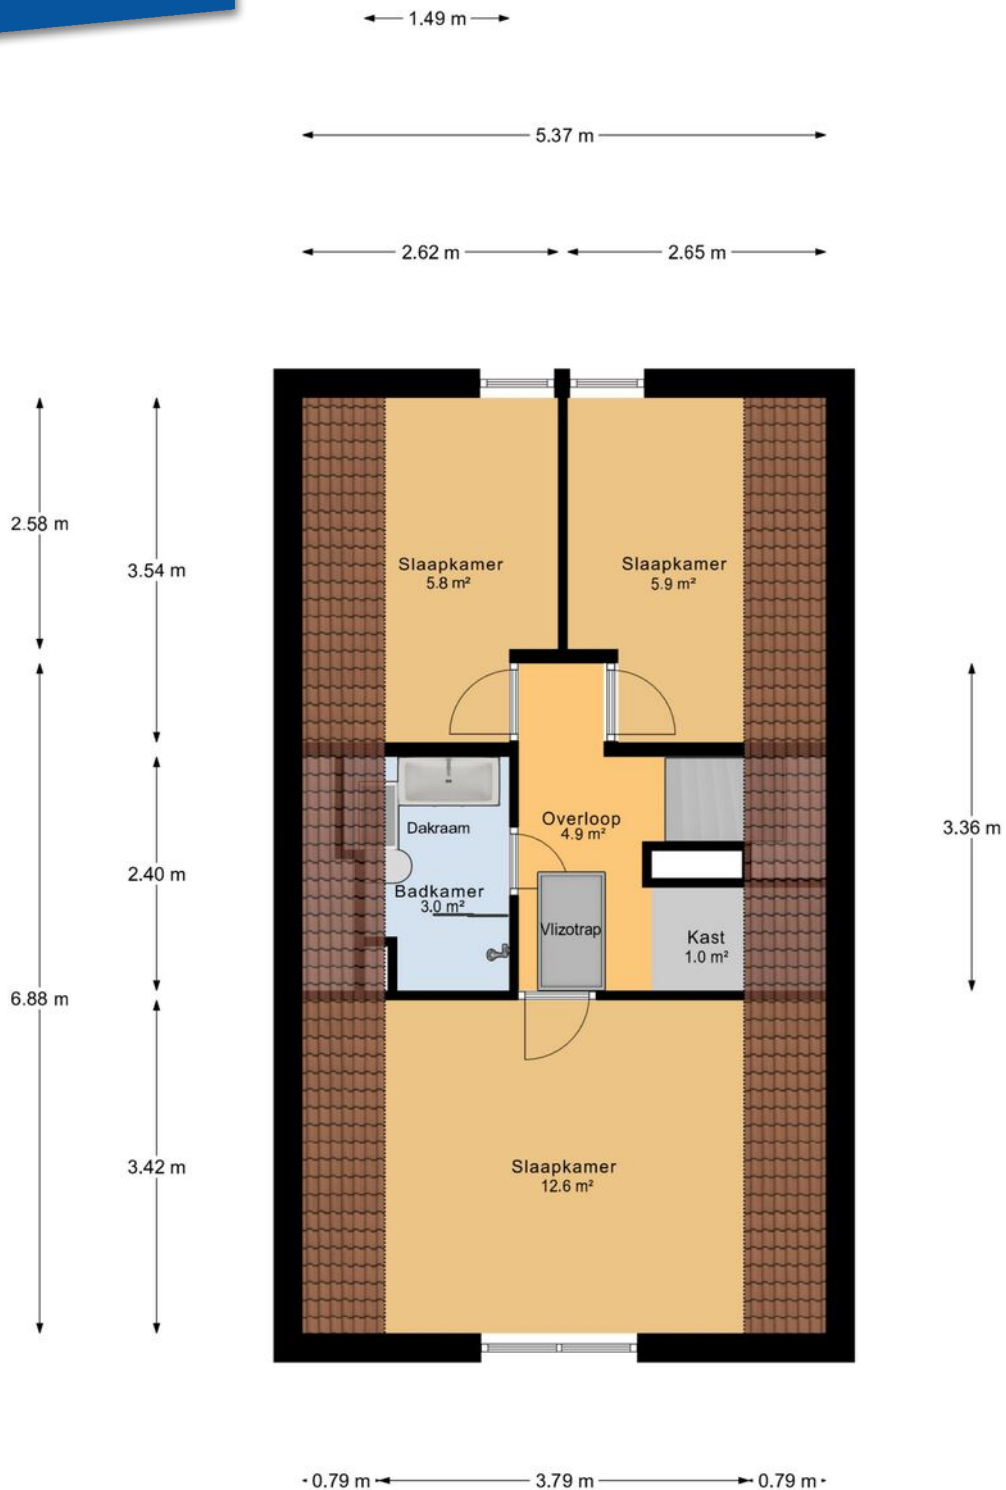 1.49 m
5.37 m
2.62 m
2.65 m
2.58 m
3.54 m
Slaapkamer
5.8 m²
Slaapkamer
5.9 m²
Overloop
4.9 m²
Dakraam
3.36 m
2.40 m
Badkamer
3.0 m²
Vlizotrap
Kast
1.0 m²
6.88 m
3.42 m
Slaapkamer
12.6 m²
0.79 m
3.79 m
0.79 m